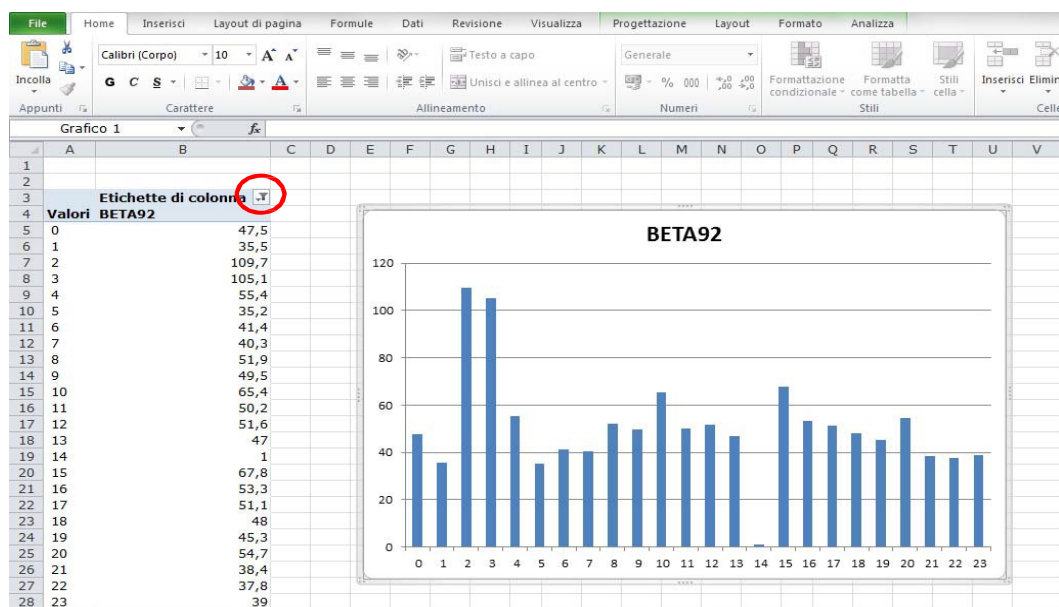 File Home Inserisci Layout di pagina Formule Dati Revisione Visualizza Progettazione Layout Formato Analizza
Incolla
Calibri (Corpo) 10 A A
G C S A
Testo a capo
Unisci e allinea al centro
Generale
% 000 ,00 ,00 ,0
Formattazione condizionale
Formatta come tabella
Stili cella
Inserisci Elimin
Appunti Carattere Allineamento Numeri Stili Celle
Grafico 1 fx
A B C D E F G H I J K L M N O P Q R S T U V
1
2
3 Etichette di colonna
4 Valori BETA92
5 0 47,5
6 1 35,5
7 2 109,7
8 3 105,1
9 4 55,4
10 5 35,2
11 6 41,4
12 7 40,3
13 8 51,9
14 9 49,5
15 10 65,4
16 11 50,2
17 12 51,6
18 13 47
19 14 1
20 15 67,8
21 16 53,3
22 17 51,1
23 18 48
24 19 45,3
25 20 54,7
26 21 38,4
27 22 37,8
28 23 39
BETA92
120
100
80
60
40
20
0
0 1 2 3 4 5 6 7 8 9 10 11 12 13 14 15 16 17 18 19 20 21 22 23